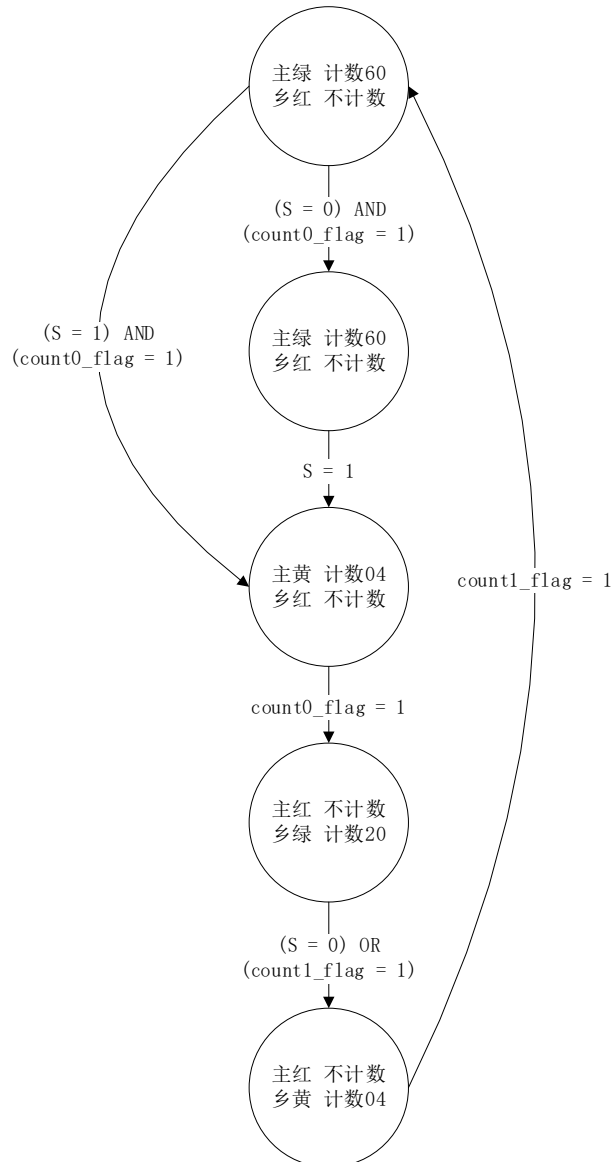 主绿 计数60
乡红 不计数
(S = 0) AND
(count0_flag = 1)
(S = 1) AND
(count0_flag = 1)
主绿 计数60
乡红 不计数
S = 1
主黄 计数04
乡红 不计数
count1_flag = 1
count0_flag = 1
主红 不计数
乡绿 计数20
(S = 0) OR
(count1_flag = 1)
主红 不计数
乡黄 计数04